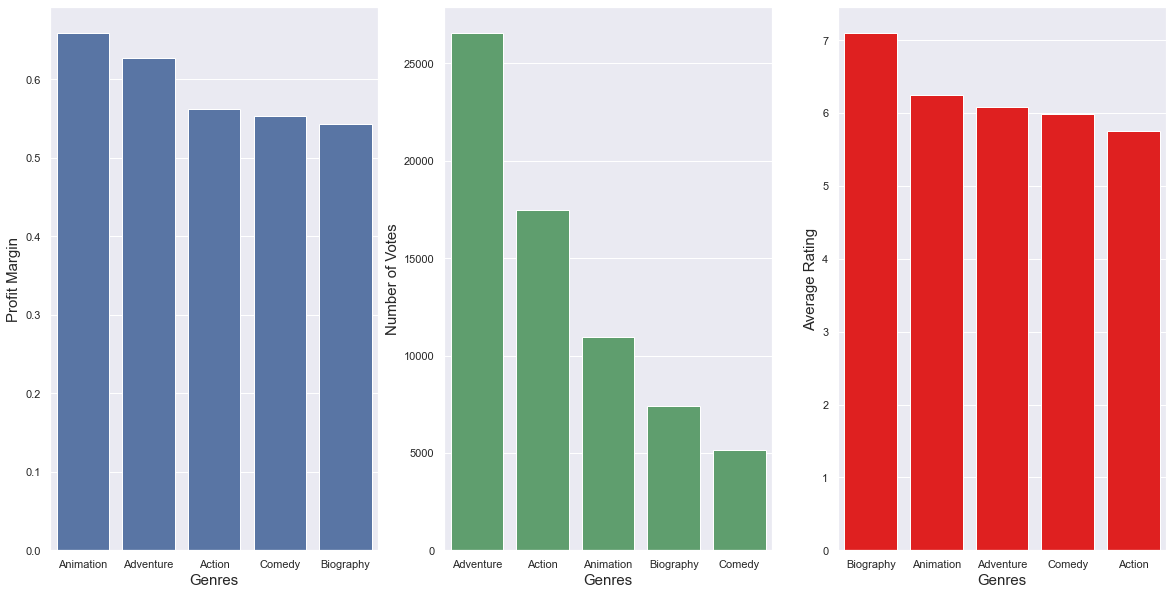 Profit Margin
0.6
0.5
0.4
0.3
0.2
0.1
0.0
Animation Adventure Action Comedy Biography
Genres
Number of Votes
25000
20000
15000
10000
5000
0
Adventure Action Animation Biography Comedy
Genres
Average Rating
7
6
5
4
3
2
1
0
Biography Animation Adventure Comedy Action
Genres